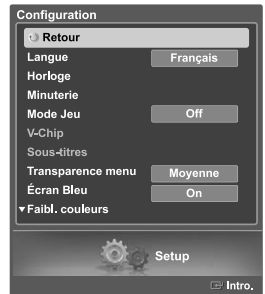 Configuration
Retour
Langue Français
Horloge
Minuterie
Mode Jeu Off
V-Chip
Sous-titres
Transparence menu Moyenne
Écran Bleu On
▼Faibl. couleurs
Setup
Intro.